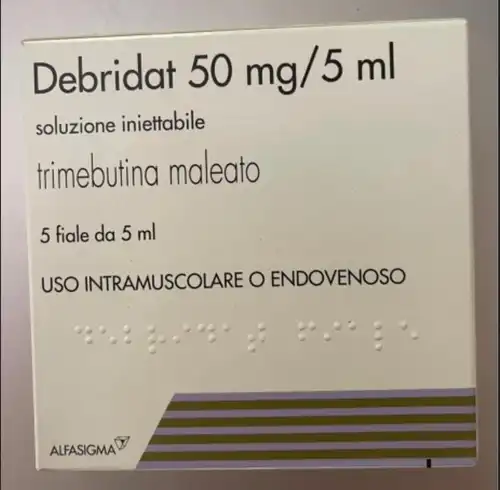 Debridat 50 mg/5 ml
soluzione iniettabile
trimebutina maleato
5 fiale da 5 ml
USO INTRAMUSCOLARE O ENDOVENOSO
ALFASIGMA